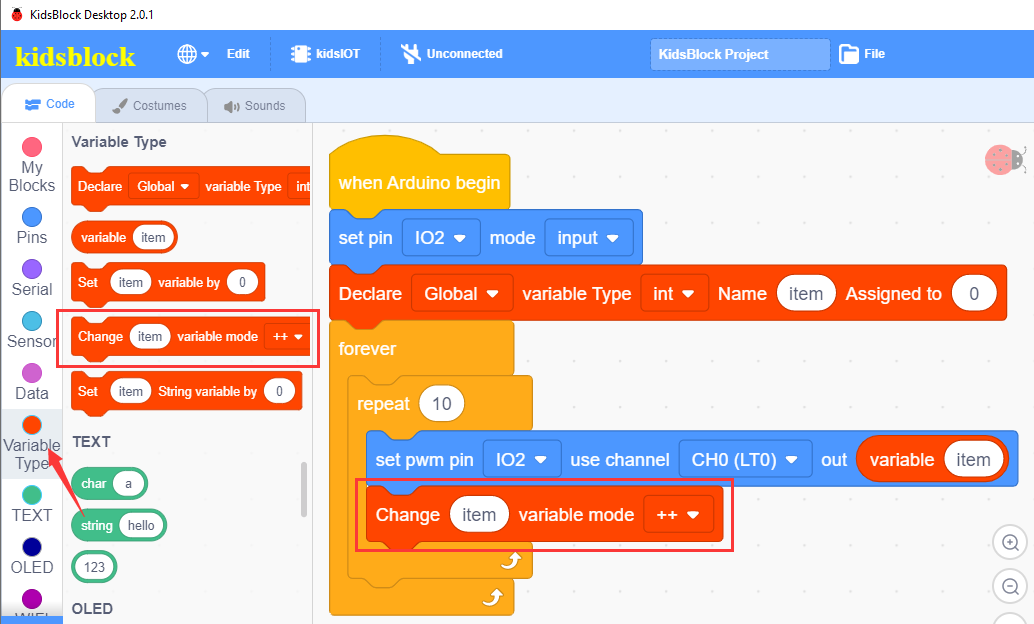 KidsBlock Desktop 2.0.1
kidsblock
Edit
kidsIOT
Unconnected
KidsBlock Project
File
Code
Costumes
Sounds
My
Blocks
Pins
Serial
Sensor
Data
Variable
Type
TEXT
OLED
Variable Type
Declare Global variable Type int
variable item
Set item variable by 0
Change item variable mode ++
Set item String variable by 0
TEXT
char a
string hello
123
OLED
when Arduino begin
set pin IO2 mode input
Declare Global variable Type int Name item Assigned to 0
forever
repeat 10
set pwm pin IO2 use channel CH0 (LT0) out variable item
Change item variable mode ++